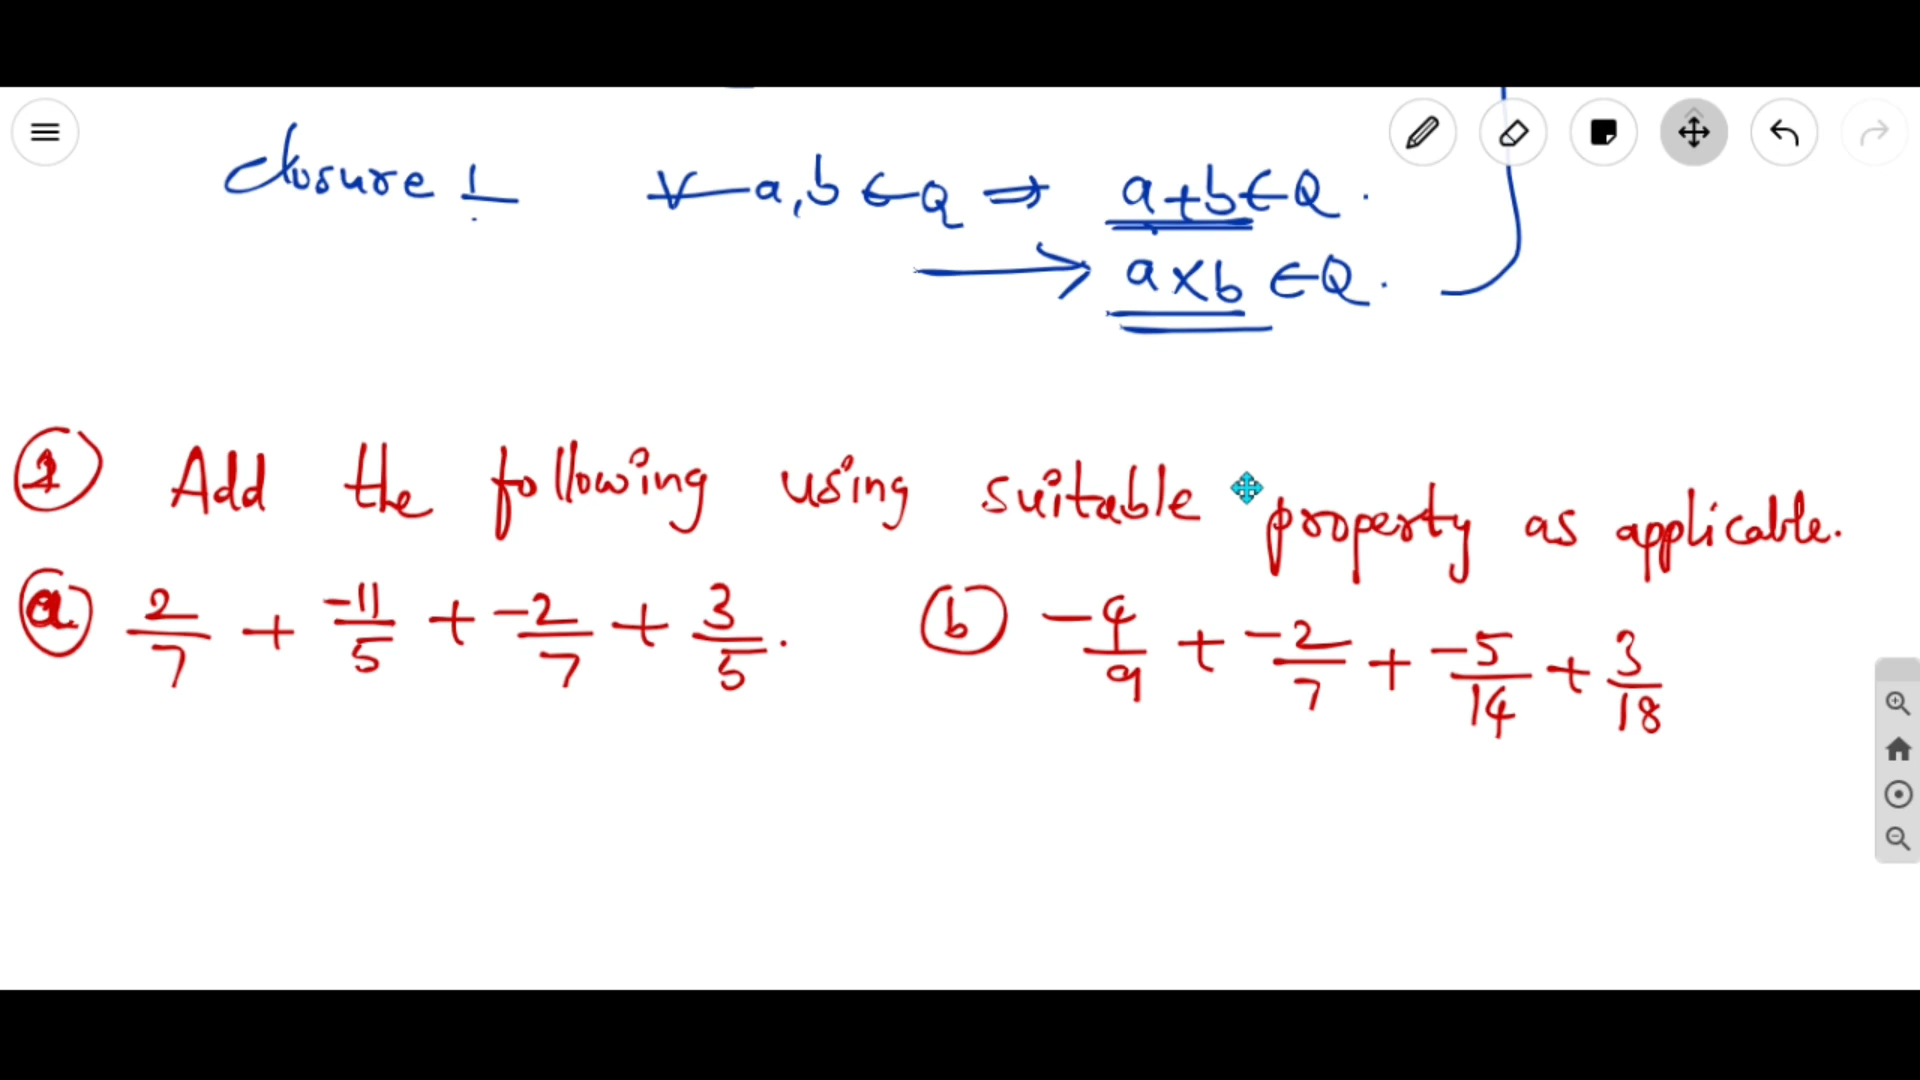 closure :- ∀ a,b ∈ Q ⇒ a+b ∈ Q.
→ a×b ∈ Q.
① Add the following using suitable property as applicable.
ⓐ 2/7 + -11/5 + -2/7 + 3/5. ⓑ -4/9 + -2/7 + -5/14 + 3/18